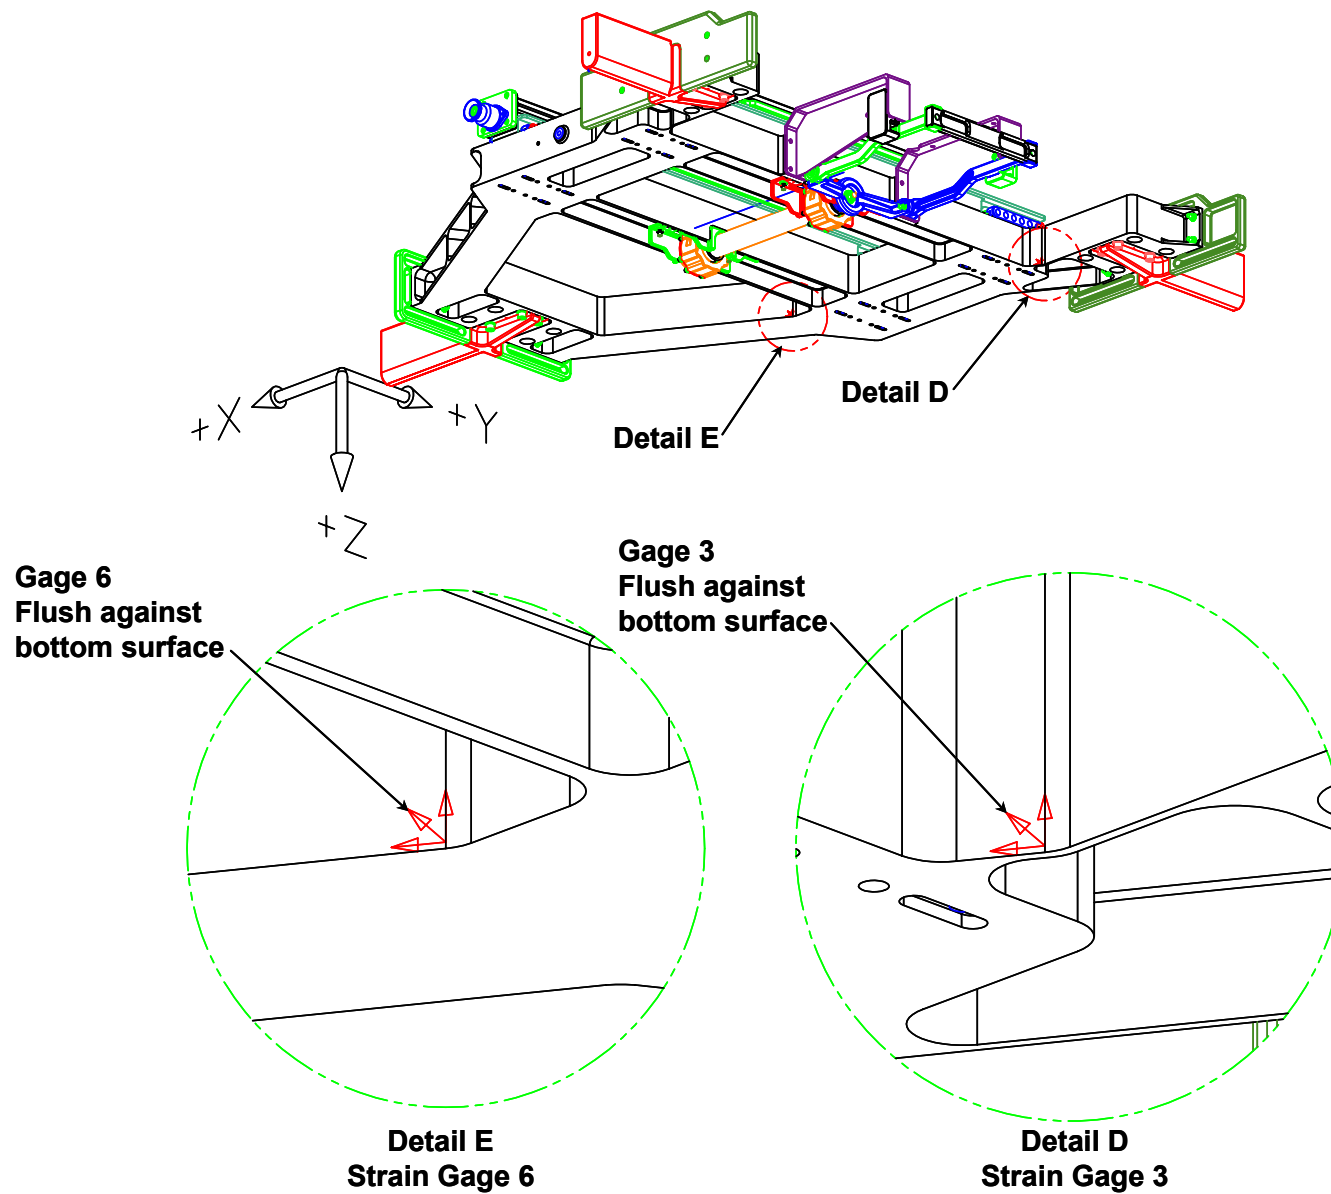 Detail D
Detail E
+X
+Y
+Z
Gage 6
Flush against
bottom surface
Gage 3
Flush against
bottom surface
Detail E
Strain Gage 6
Detail D
Strain Gage 3